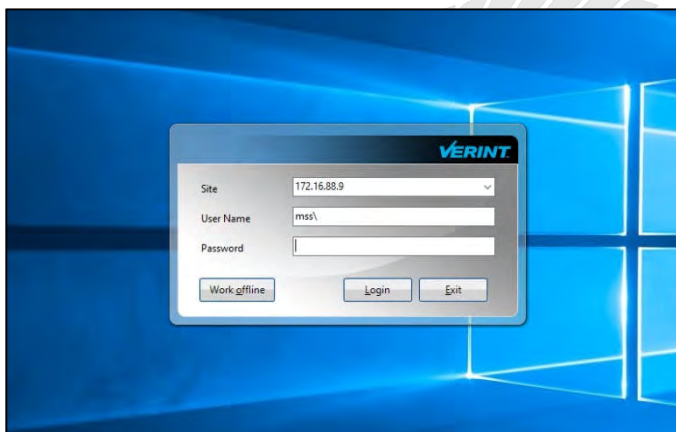 VERINT
Site 172.16.88.9
User Name mss\
Password
Work offline Login Exit